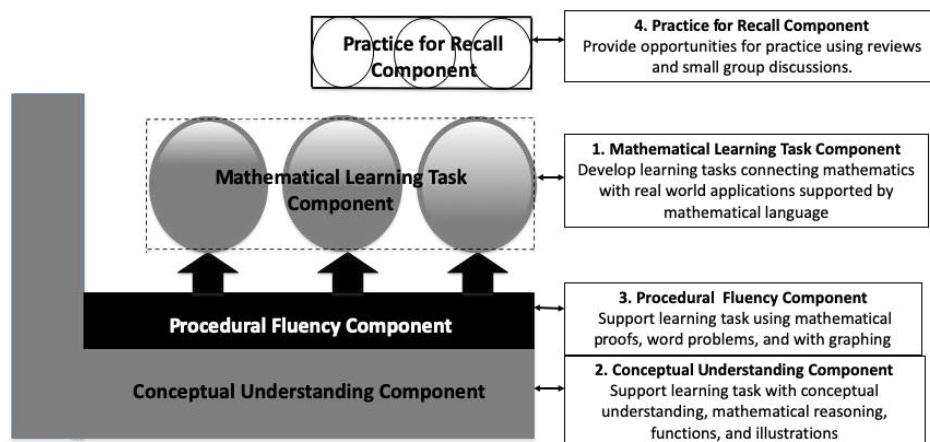 Practice for Recall
Component
4. Practice for Recall Component
Provide opportunities for practice using reviews
and small group discussions.
Mathematical Learning Task
Component
1. Mathematical Learning Task Component
Develop learning tasks connecting mathematics
with real world applications supported by
mathematical language
Procedural Fluency Component
3. Procedural Fluency Component
Support learning task using mathematical
proofs, word problems, and with graphing
Conceptual Understanding Component
2. Conceptual Understanding Component
Support learning task with conceptual
understanding, mathematical reasoning,
functions, and illustrations